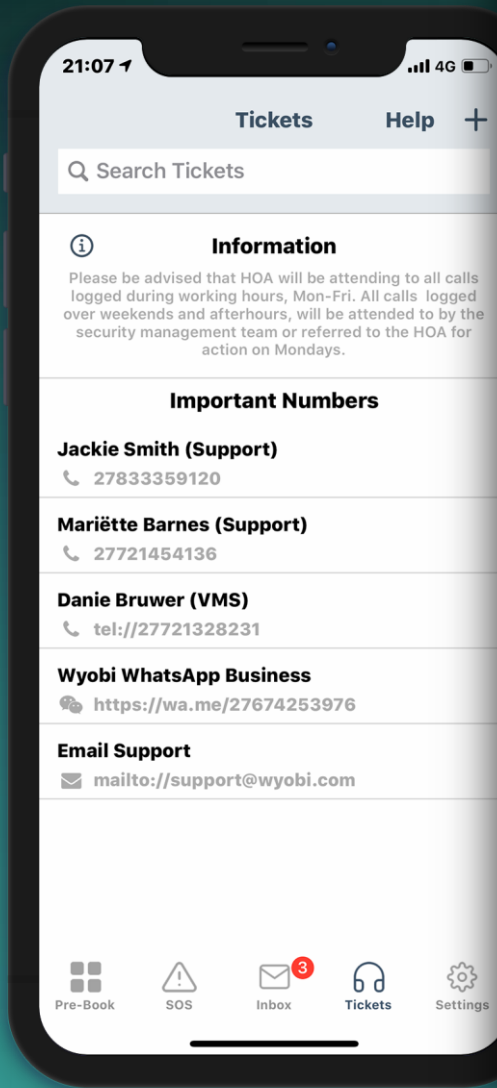 21:07
4G
Tickets Help +
Search Tickets
Information
Please be advised that HOA will be attending to all calls
logged during working hours, Mon-Fri. All calls logged
over weekends and afterhours, will be attended to by the
security management team or referred to the HOA for
action on Mondays.
Important Numbers
Jackie Smith (Support)
27833359120
Mariëtte Barnes (Support)
27721454136
Danie Bruwer (VMS)
tel://27721328231
Wyobi WhatsApp Business
https://wa.me/27674253976
Email Support
mailto://support@wyobi.com
3
Pre-Book SOS Inbox Tickets Settings